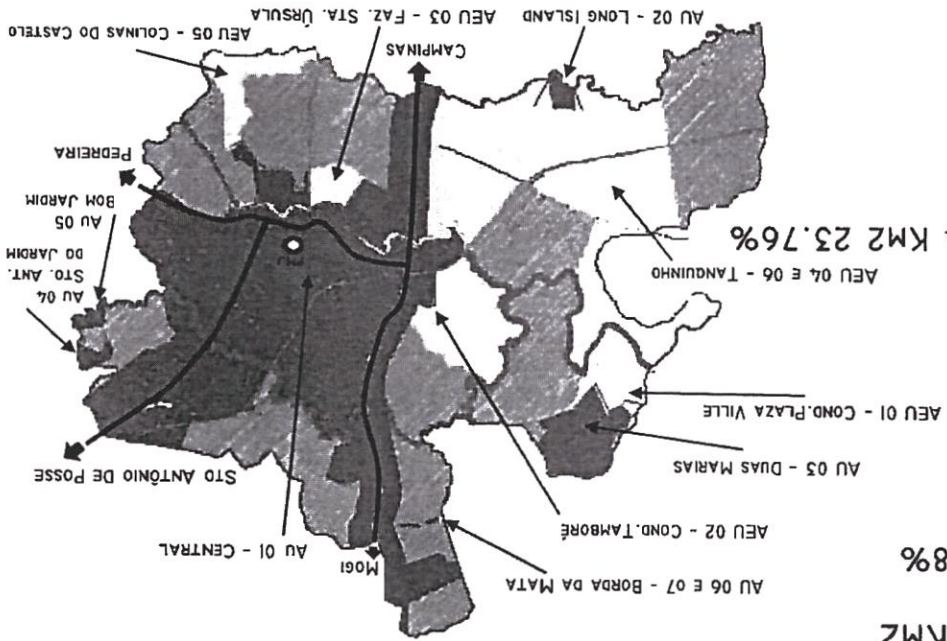 KM2
8%
AU 06 E 07 - BORDA DA MATA
MOGI
AU 01 - CENTRAL
AEU 02 - COND.TAMBORÉ
STO ANTÔNIO DE POSSE
AU 03 - DUAS MARIAS
AEU 01 - COND.PLAZA VILLE
AU 04
STO. ANT.
DO JARDIM
AU 05
BOM JARDIM
AEU 04 E 06 - TANQUINHO
KM2 23.76%
PEDREIRA
CAMPINAS
AEU 05 - COLINAS DO CASTELO
AEU 03 - FAZ. STA. ÚRSULA
AU 02 - LONG ISLAND